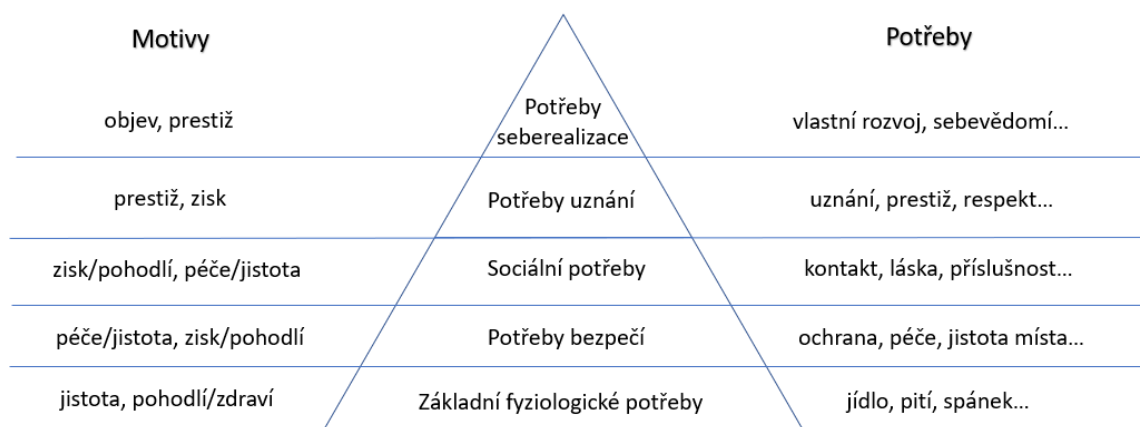 Motivy
Potřeby
objev, prestiž
Potřeby
seberealizace
vlastní rozvoj, sebevědomí...
prestiž, zisk
Potřeby uznání
uznání, prestiž, respekt...
zisk/pohodlí, péče/jistota
Sociální potřeby
kontakt, láska, příslušnost...
péče/jistota, zisk/pohodlí
Potřeby bezpečí
ochrana, péče, jistota místa...
jistota, pohodlí/zdraví
Základní fyziologické potřeby
jídlo, pití, spánek...